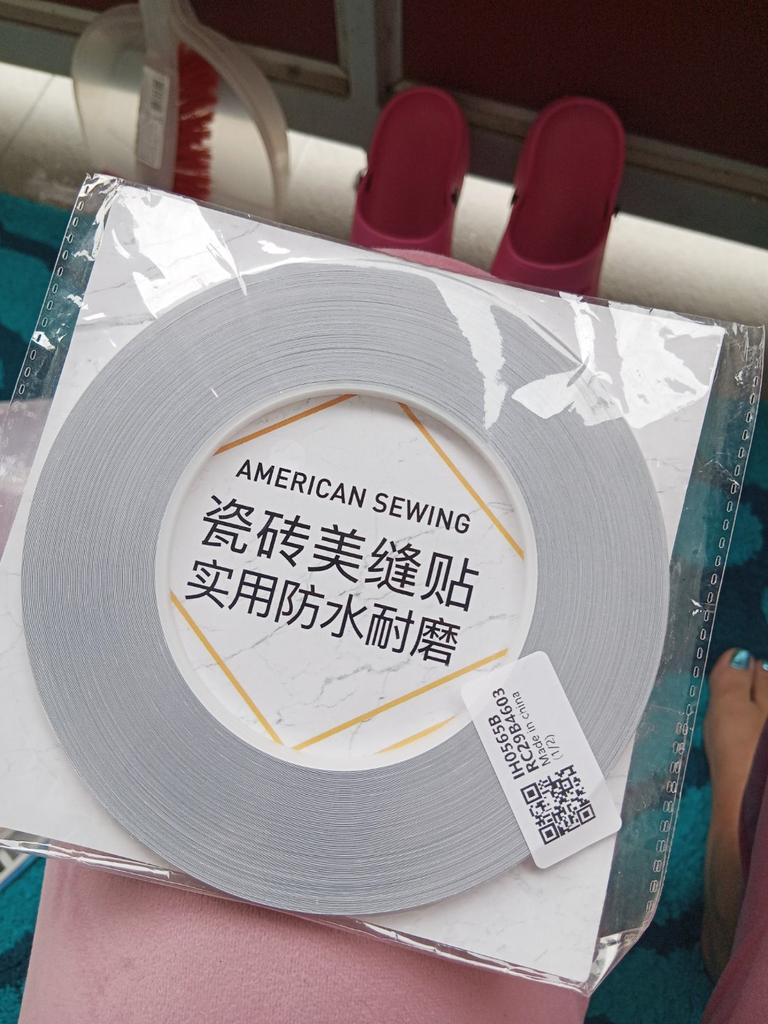 AMERICAN SEWING
瓷砖美缝贴
实用防水耐磨
IH0565B
RC29B4603
Made in china
(1/2)